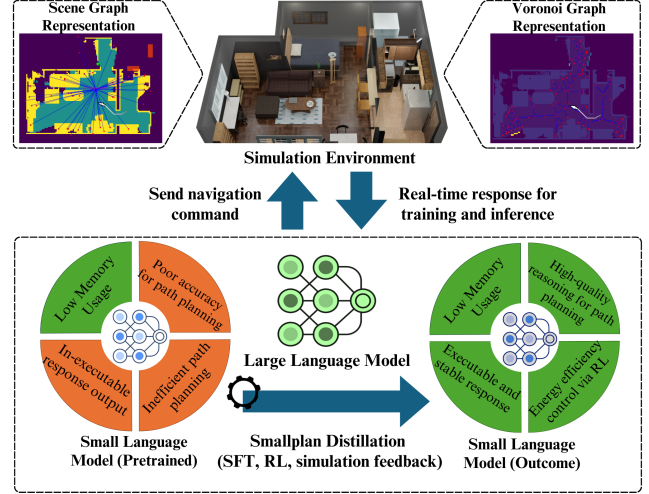 Scene Graph
Representation
Voronoi Graph
Representation
Simulation Environment
Send navigation
command
Real-time response for
training and inference
Low Memory
Usage
Poor accuracy
for path planning
In-executable
response output
Inefficient path
planning
Small Language
Model (Pretrained)
Large Language Model
Smallplan Distillation
(SFT, RL, simulation feedback)
Low Memory
Usage
High-quality
reasoning for path
planning
Executable and
stable response
Energy efficiency
control via RL
Small Language
Model (Outcome)